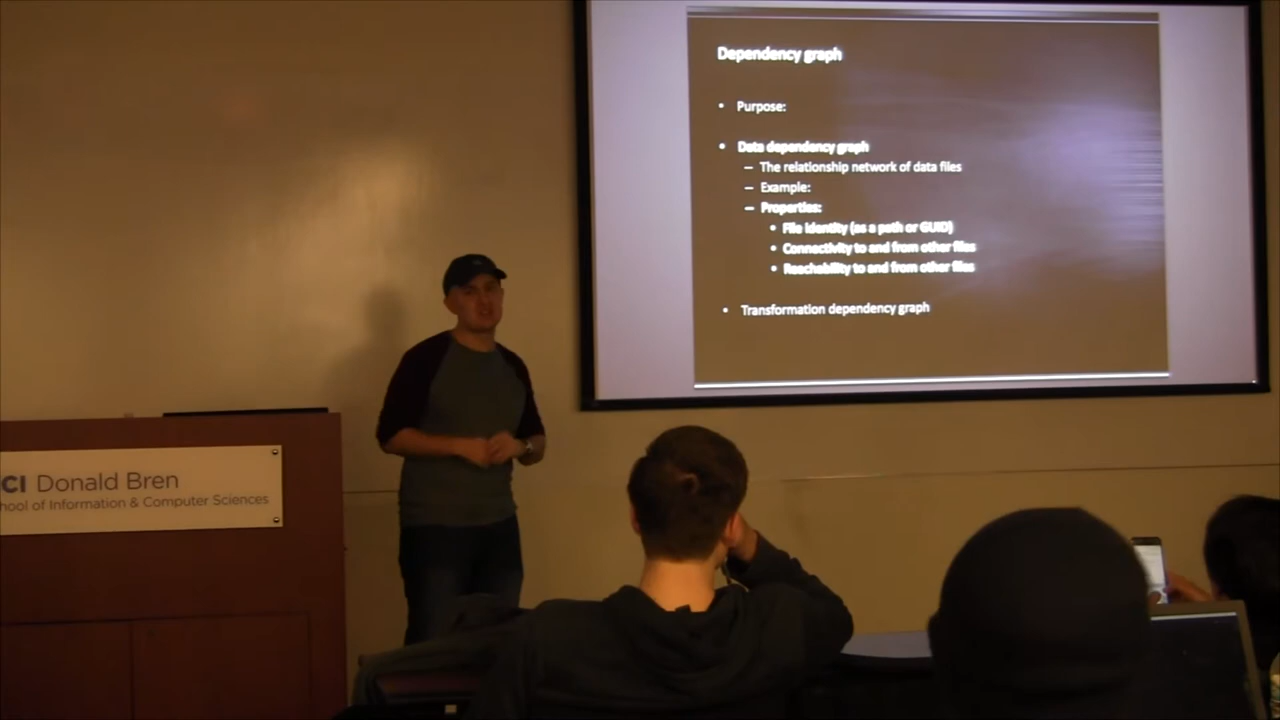 Dependency graph
• Purpose:
• Data dependency graph
– The relationship network of data files
– Example:
– Properties:
• File identity (as a path or GUID)
• Connectivity to and from other files
• Reachability to and from other files
• Transformation dependency graph
CI Donald Bren
hool of Information & Computer Sciences